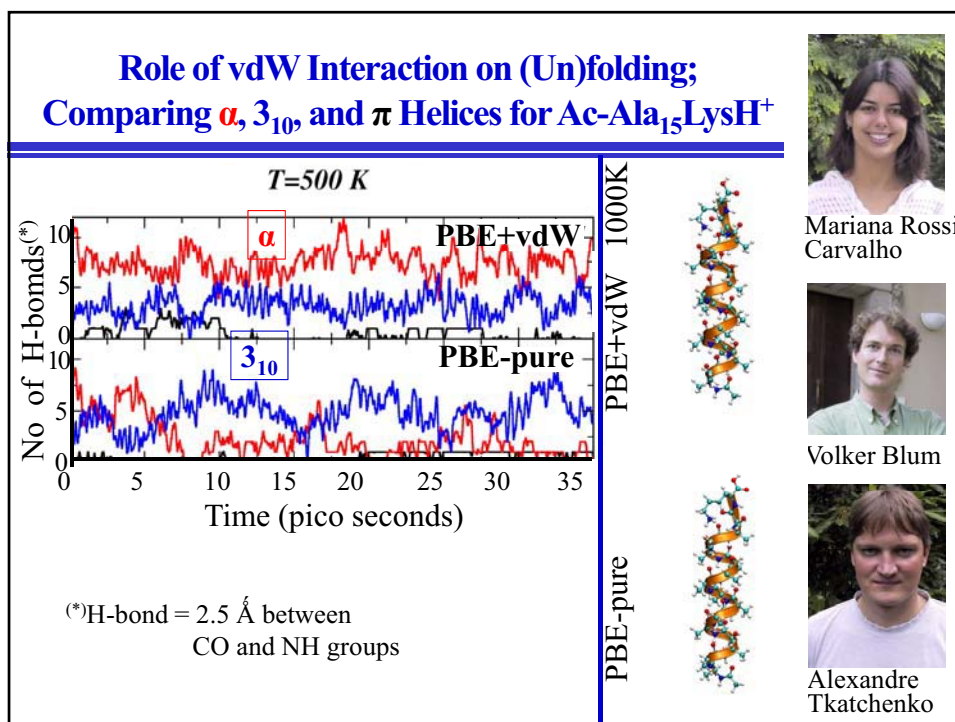 Role of vdW Interaction on (Un)folding;
Comparing α, 3₁₀, and π Helices for Ac-Ala₁₅LysH⁺
T=500 K
No of H-bonds(*)
10
5
0
α
PBE+vdW
10
5
0
3₁₀
PBE-pure
0 5 10 15 20 25 30 35
Time (pico seconds)
(*)H-bond = 2.5 Å between
CO and NH groups
PBE+vdW 1000K
PBE-pure
Mariana Rossi
Carvalho
Volker Blum
Alexandre
Tkatchenko